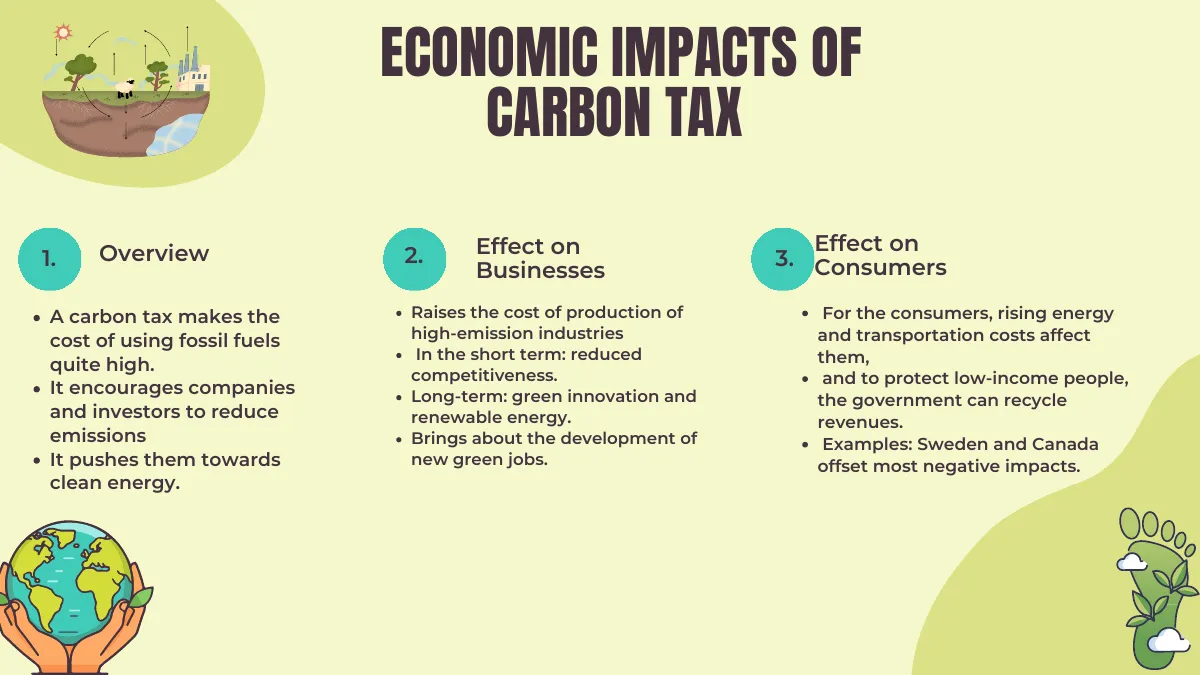 ECONOMIC IMPACTS OF
CARBON TAX
1.
Overview
• A carbon tax makes the
cost of using fossil fuels
quite high.
• It encourages companies
and investors to reduce
emissions
• It pushes them towards
clean energy.
2.
Effect on
Businesses
• Raises the cost of production of
high-emission industries
• In the short term: reduced
competitiveness.
• Long-term: green innovation and
renewable energy.
• Brings about the development of
new green jobs.
3.
Effect on
Consumers
• For the consumers, rising energy
and transportation costs affect
them,
• and to protect low-income people,
the government can recycle
revenues.
• Examples: Sweden and Canada
offset most negative impacts.